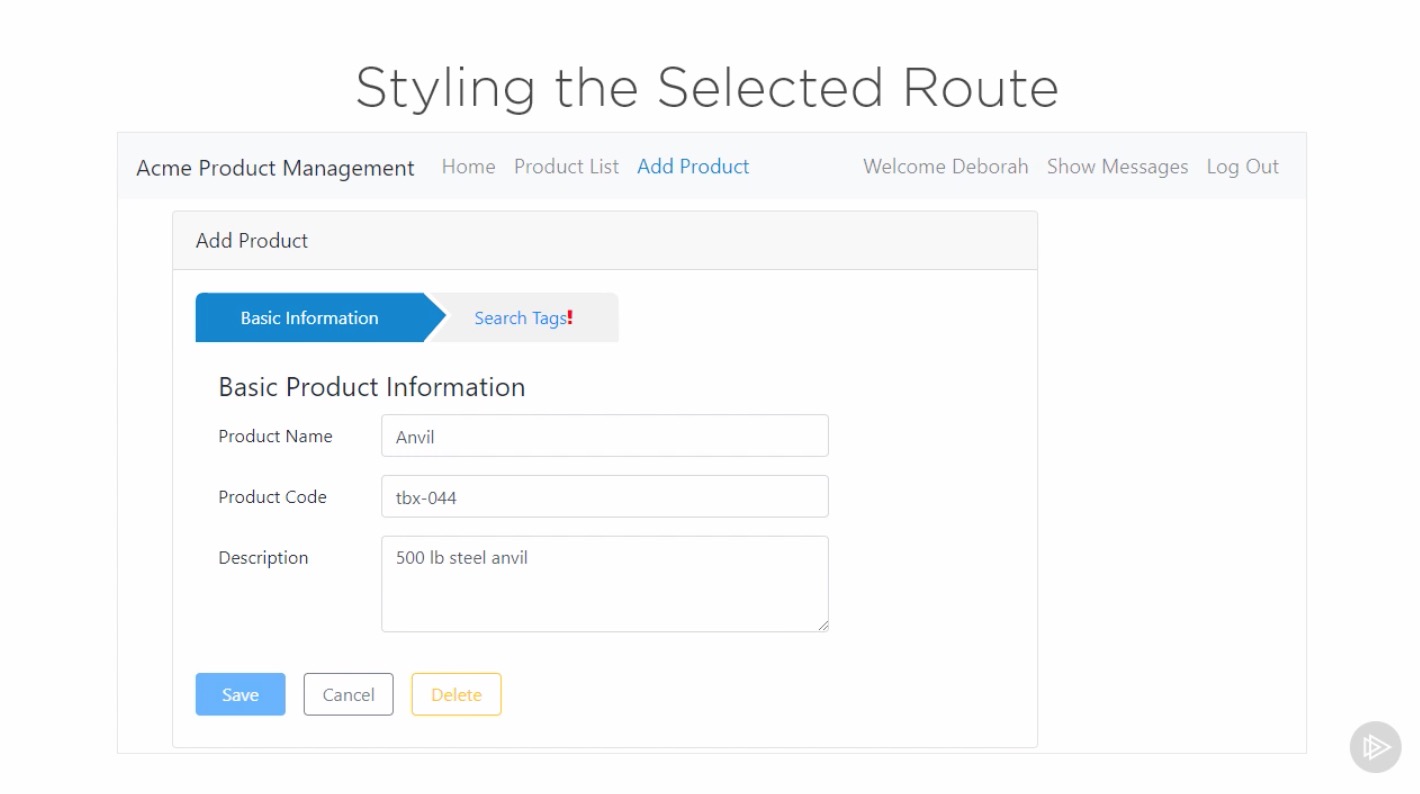 Styling the Selected Route
Acme Product Management Home Product List Add Product Welcome Deborah Show Messages Log Out
Add Product
Basic Information Search Tags!
Basic Product Information
Product Name Anvil
Product Code tbx-044
Description 500 lb steel anvil
Save Cancel Delete